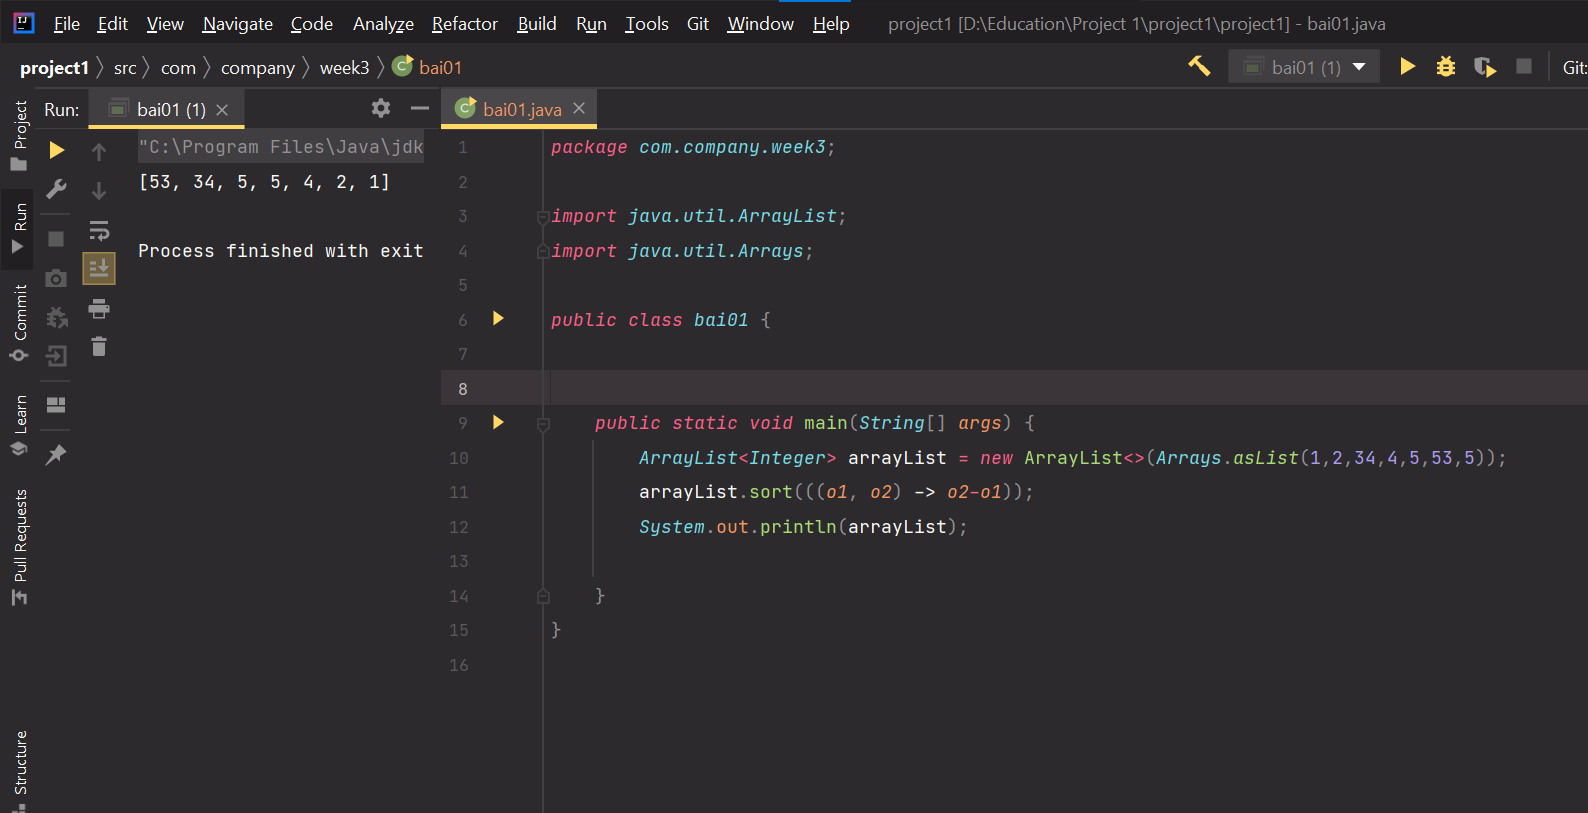 File Edit View Navigate Code Analyze Refactor Build Run Tools Git Window Help project1 [D:\Education\Project 1\project1\project1] - bai01.java
project1 src com company week3 bai01 bai01 (1) Git:
Run: bai01 (1) bai01.java
Project
Run
Commit
Learn
Pull Requests
Structure
"C:\Program Files\Java\jdk
[53, 34, 5, 5, 4, 2, 1]
Process finished with exit
1 package com.company.week3;
2
3 import java.util.ArrayList;
4 import java.util.Arrays;
5
6 public class bai01 {
7
8
9 public static void main(String[] args) {
10 ArrayList<Integer> arrayList = new ArrayList<>(Arrays.asList(1,2,34,4,5,53,5));
11 arrayList.sort(((o1, o2) -> o2-o1));
12 System.out.println(arrayList);
13
14 }
15 }
16